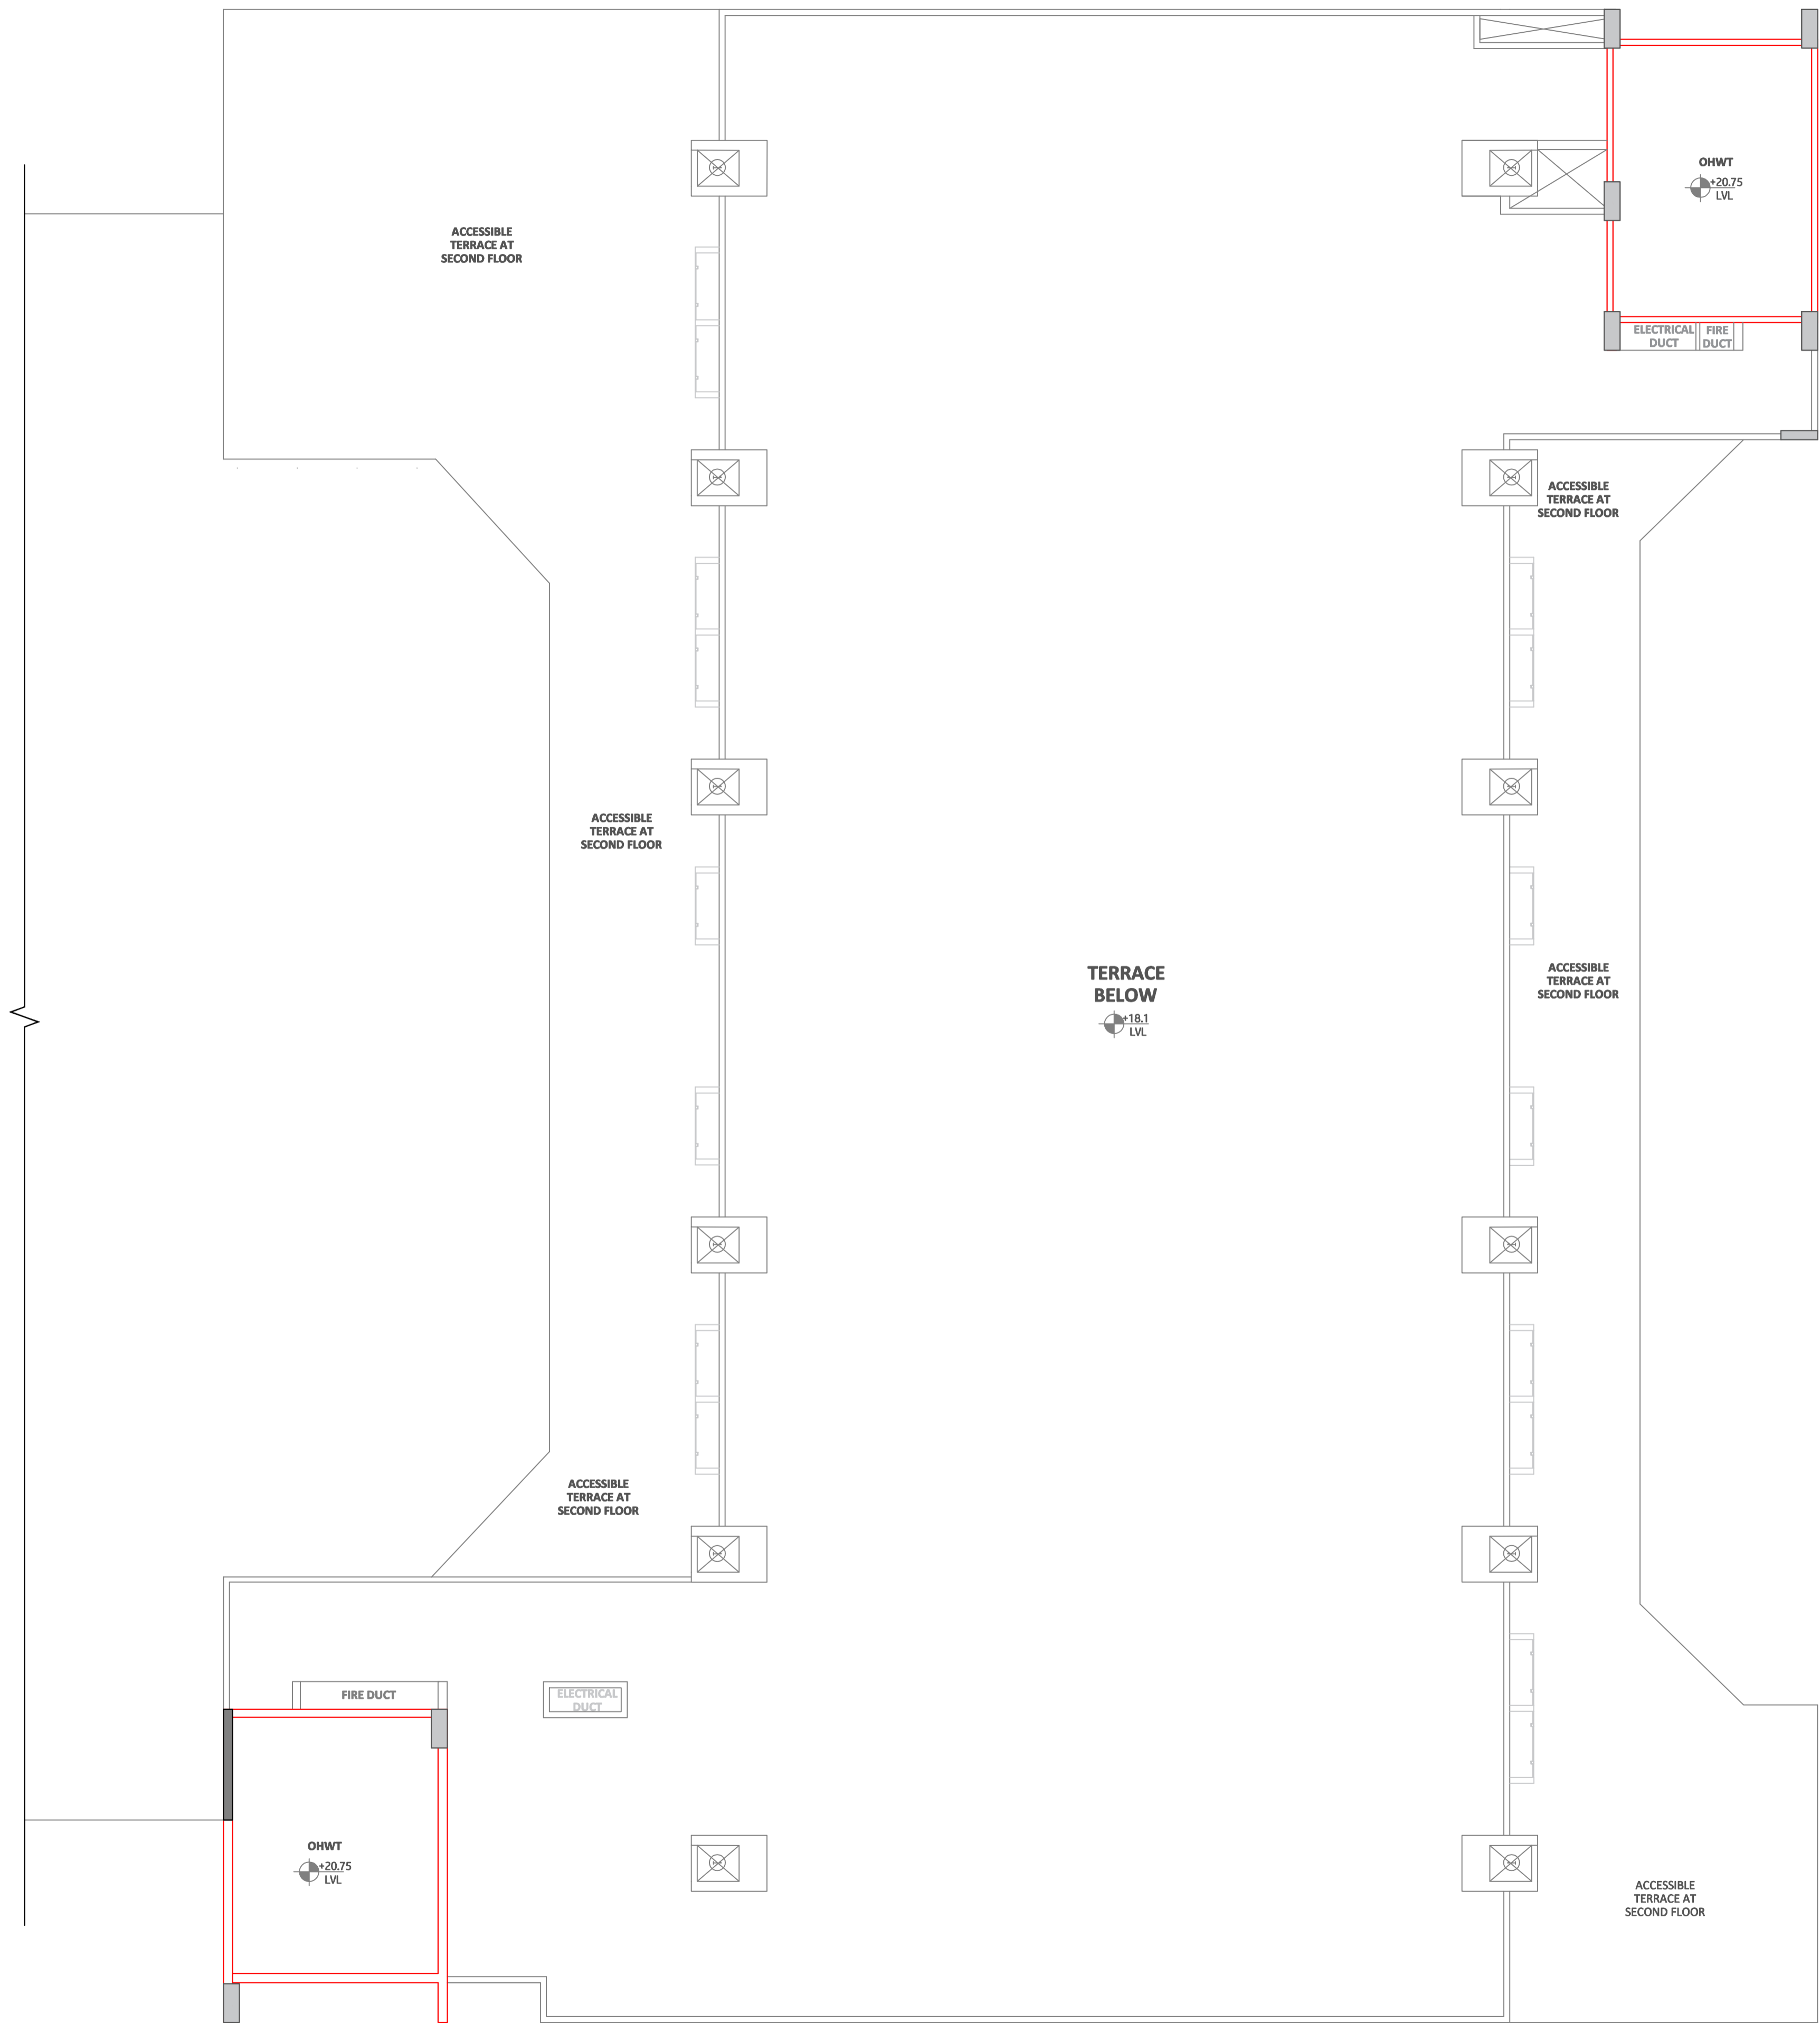 OHWT
+20.75
LVL
ACCESSIBLE
TERRACE AT
SECOND FLOOR
ELECTRICAL
DUCT
FIRE
DUCT
ACCESSIBLE
TERRACE AT
SECOND FLOOR
ACCESSIBLE
TERRACE AT
SECOND FLOOR
TERRACE
BELOW
+18.1
LVL
ACCESSIBLE
TERRACE AT
SECOND FLOOR
ACCESSIBLE
TERRACE AT
SECOND FLOOR
FIRE DUCT
ELECTRICAL
DUCT
OHWT
+20.75
LVL
ACCESSIBLE
TERRACE AT
SECOND FLOOR